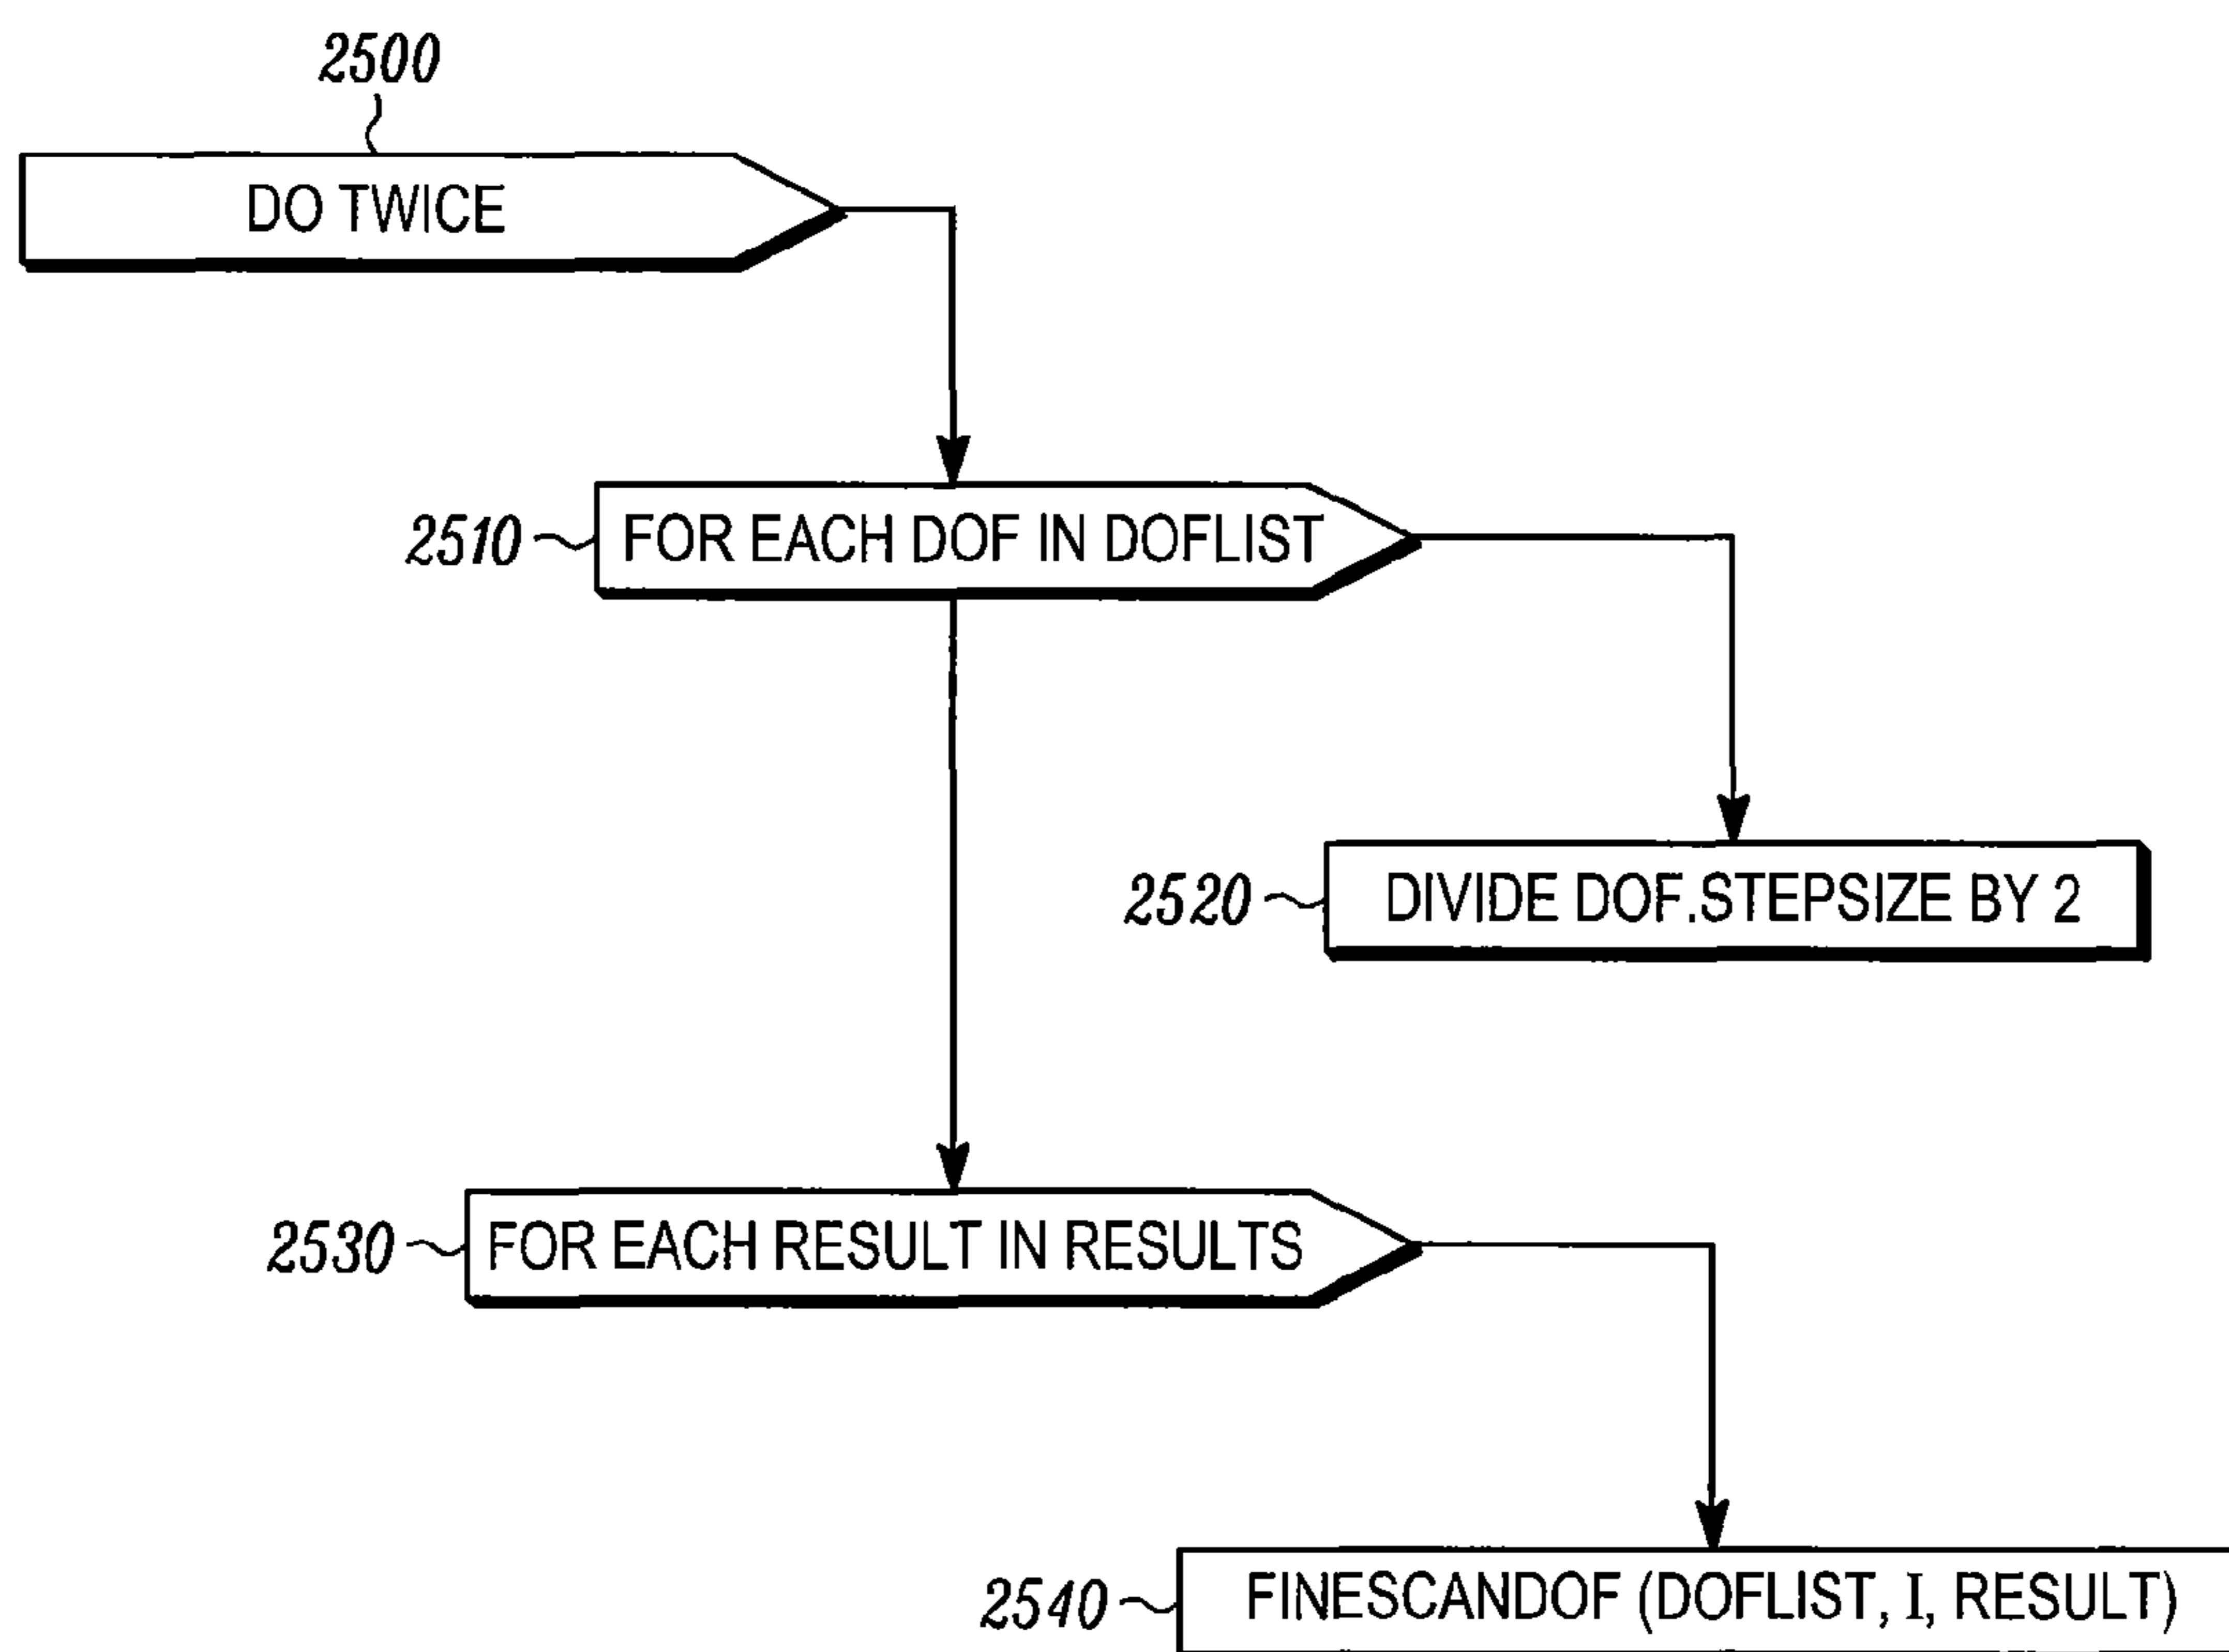 2500
DO TWICE
2510
FOR EACH DOF IN DOFLIST
2520
DIVIDE DOF.STEPSIZE BY 2
2530
FOR EACH RESULT IN RESULTS
2540
FINESCANDOF (DOFLIST, I, RESULT)